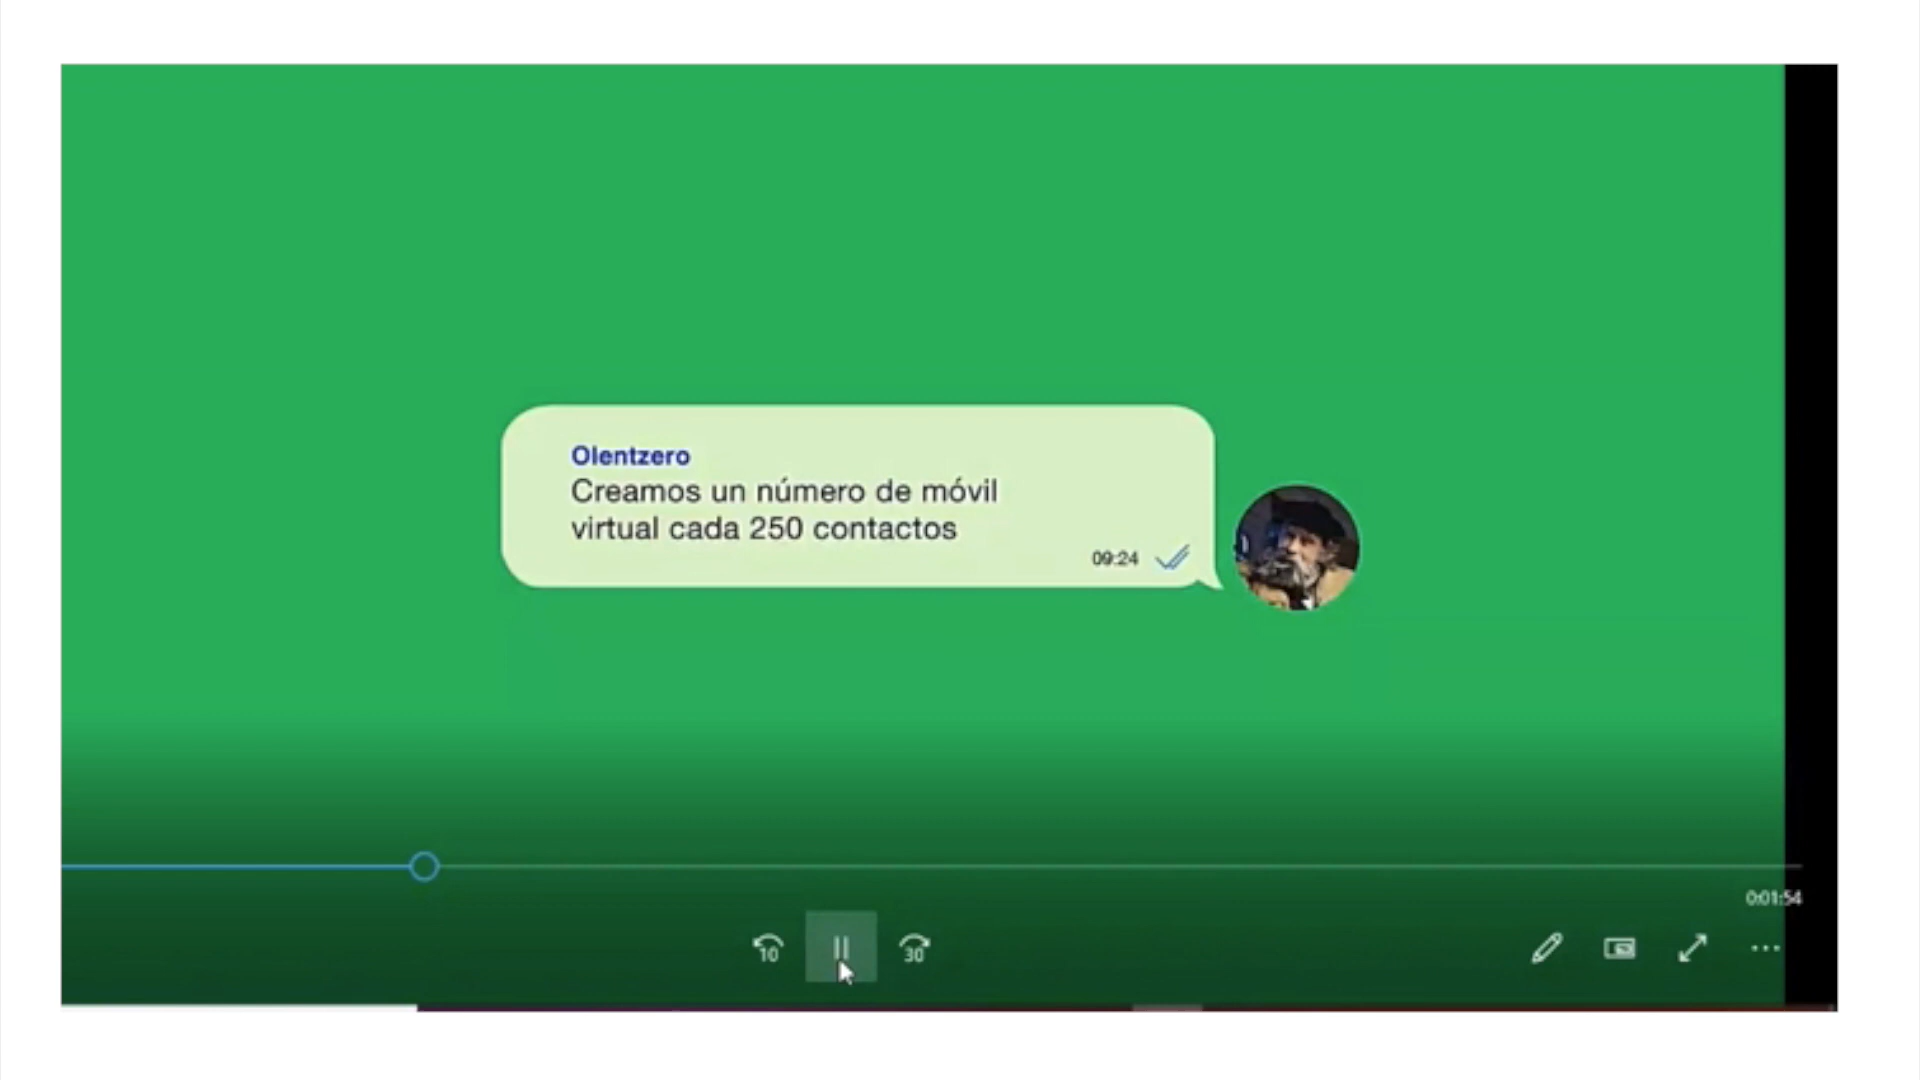 Olentzero
Creamos un número de móvil
virtual cada 250 contactos
09:24
0:01:54
10
30